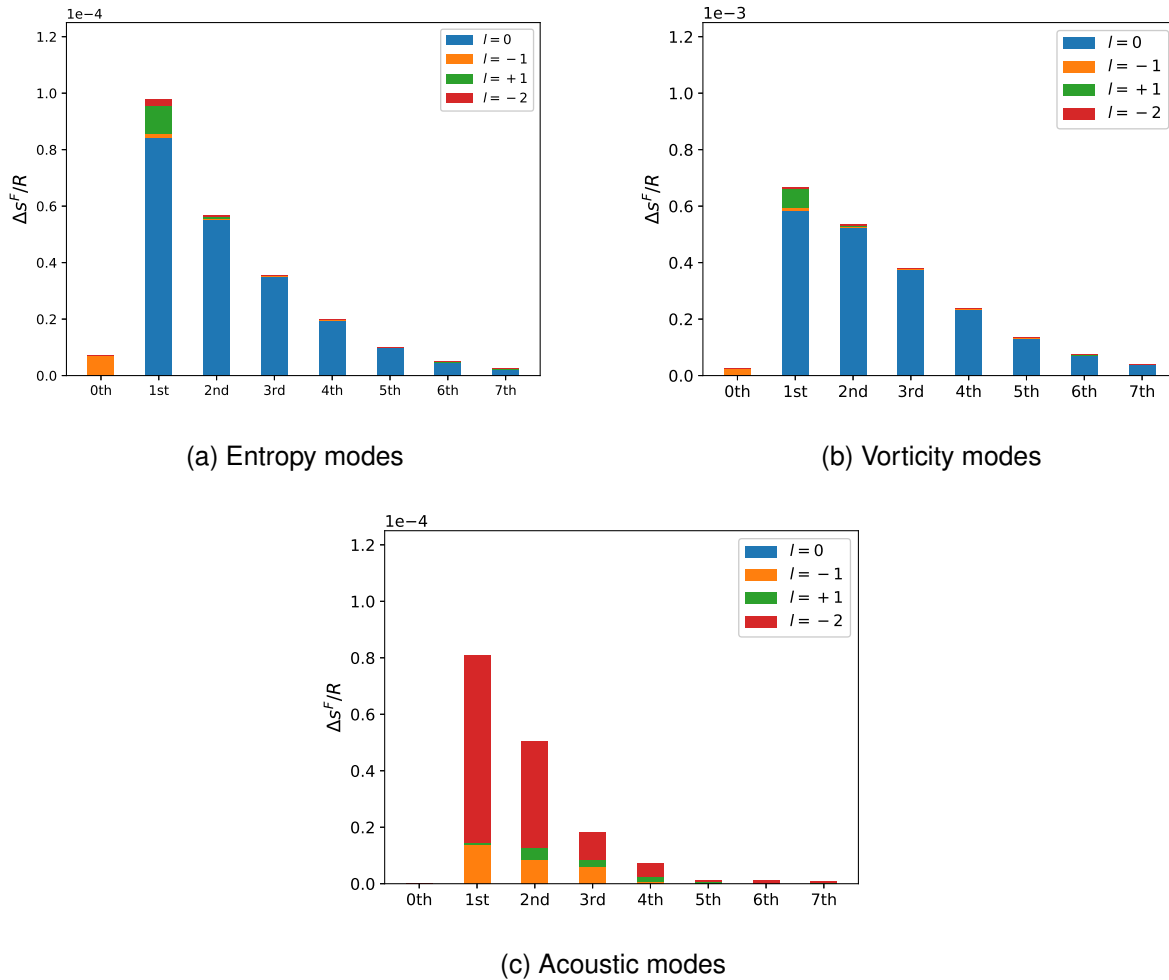 1e−4
Δs^F/R
1.2
1.0
0.8
0.6
0.4
0.2
0.0
l = 0
l = −1
l = +1
l = −2
0th 1st 2nd 3rd 4th 5th 6th 7th
(a) Entropy modes
1e−3
Δs^F/R
1.2
1.0
0.8
0.6
0.4
0.2
0.0
l = 0
l = −1
l = +1
l = −2
0th 1st 2nd 3rd 4th 5th 6th 7th
(b) Vorticity modes
1e−4
Δs^F/R
1.2
1.0
0.8
0.6
0.4
0.2
0.0
l = 0
l = −1
l = +1
l = −2
0th 1st 2nd 3rd 4th 5th 6th 7th
(c) Acoustic modes